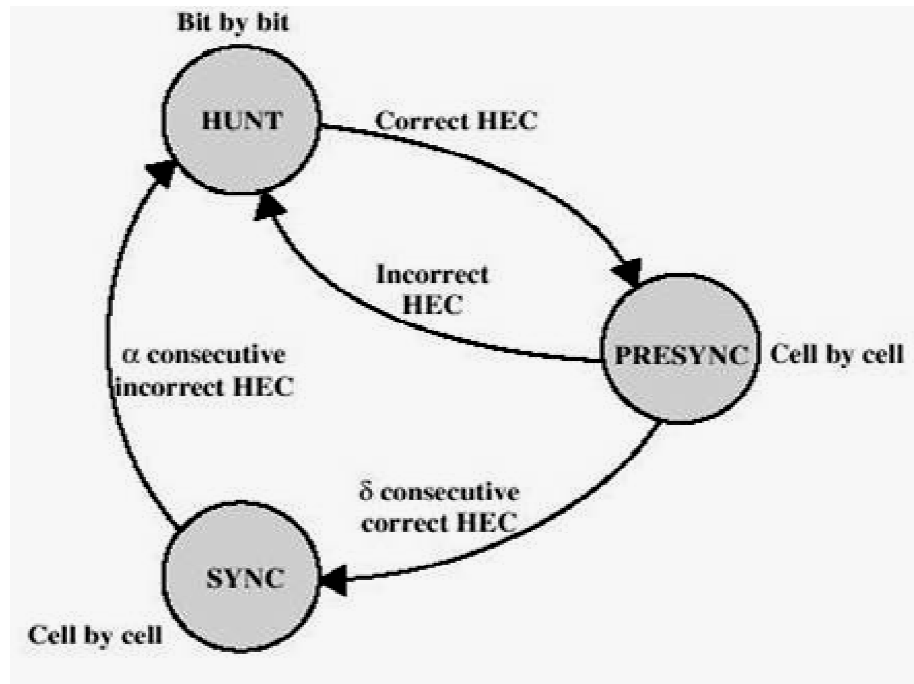 Bit by bit
HUNT
Correct HEC
Incorrect
HEC
PRESYNC
Cell by cell
α consecutive
incorrect HEC
δ consecutive
correct HEC
SYNC
Cell by cell